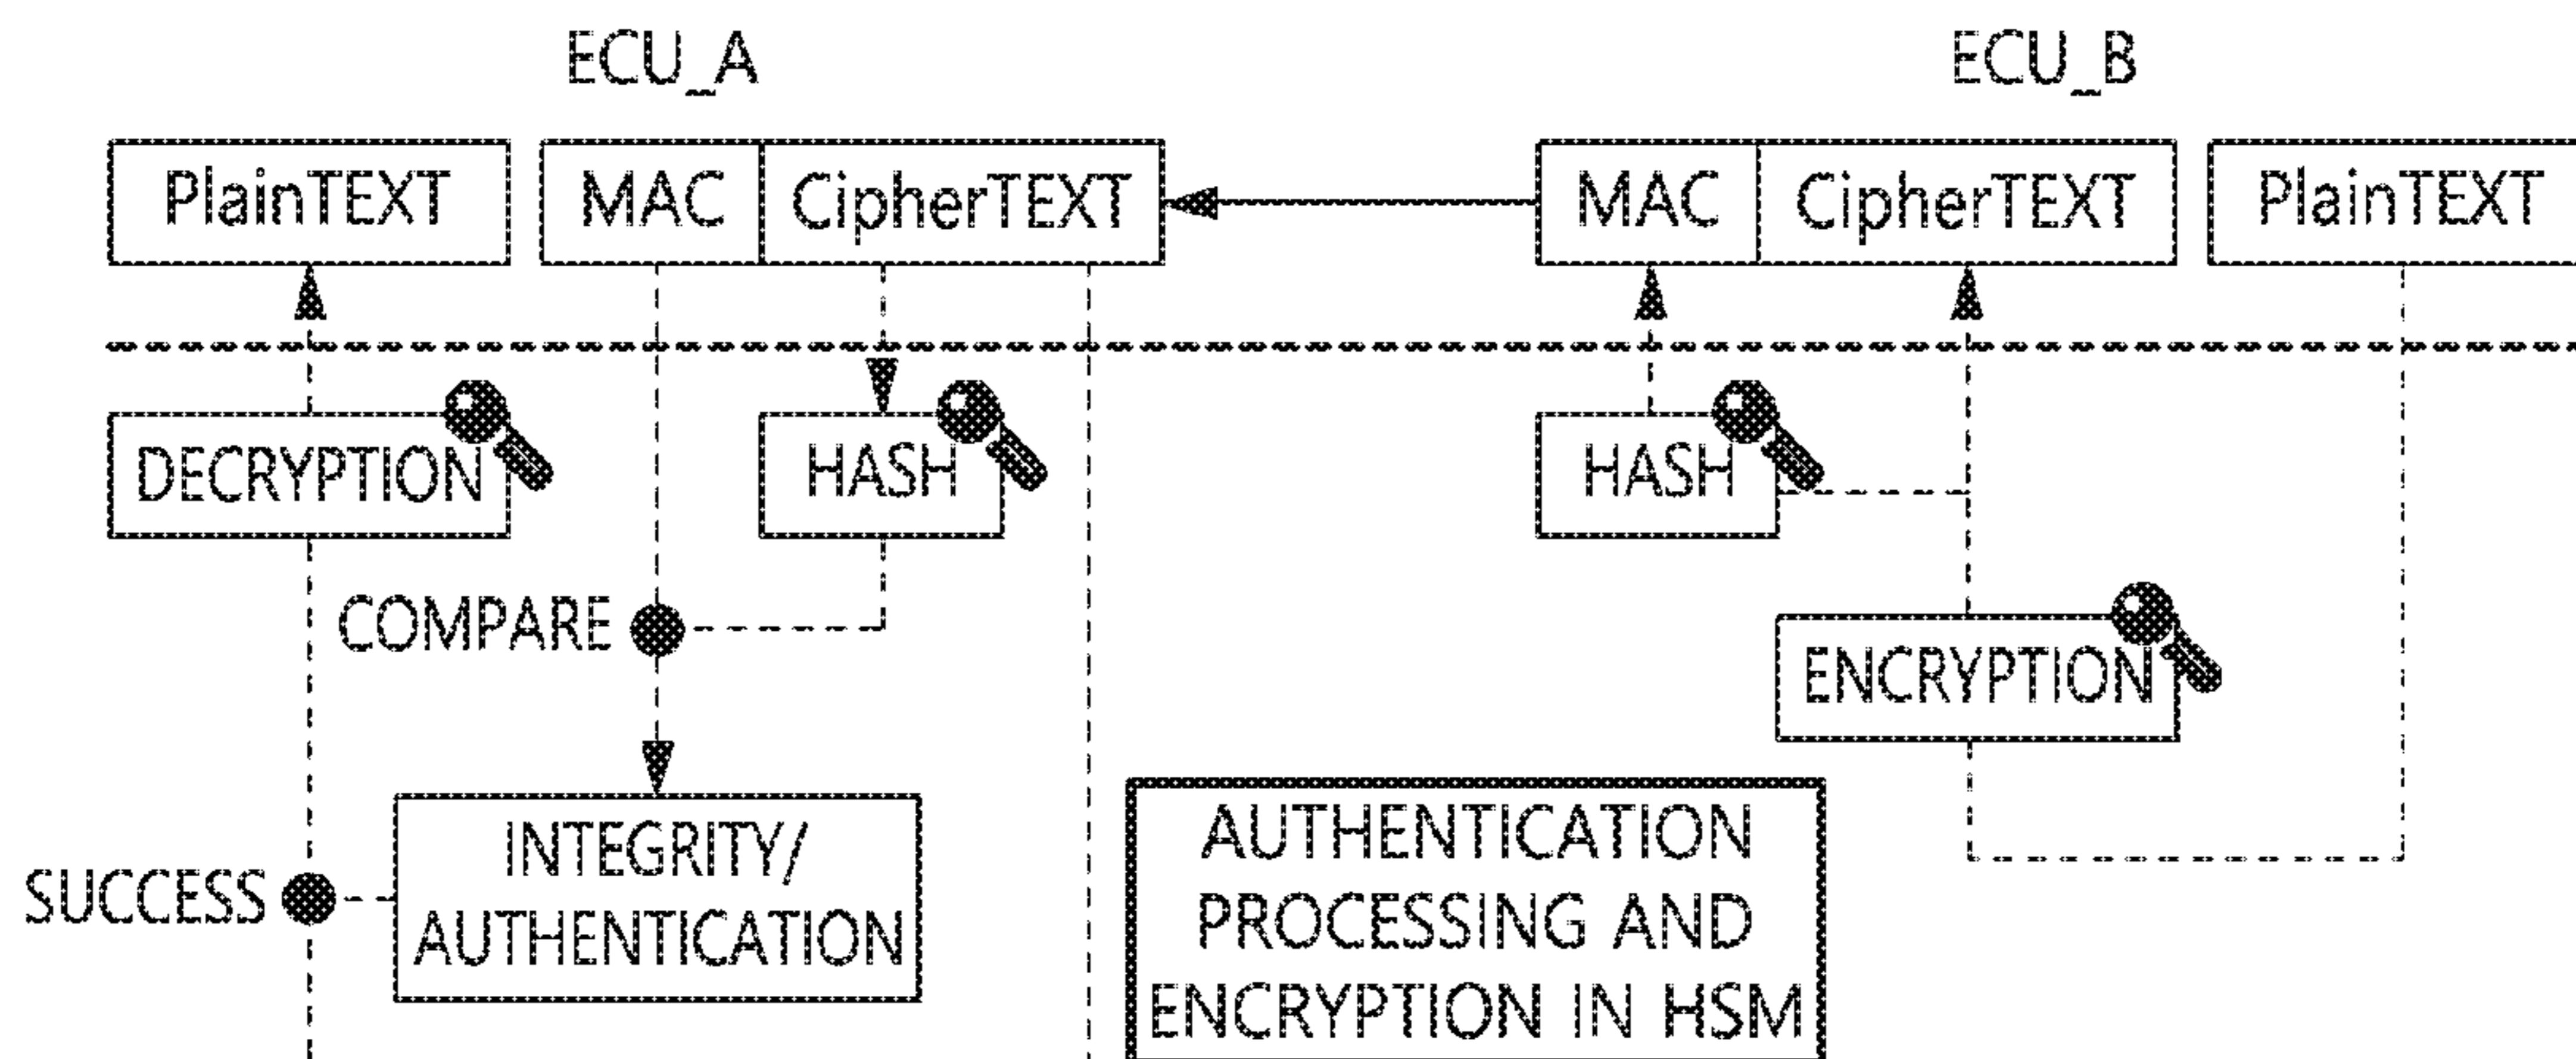 ECU_A
ECU_B
PlainTEXT
MAC
CipherTEXT
MAC
CipherTEXT
PlainTEXT
DECRYPTION
HASH
HASH
COMPARE
ENCRYPTION
SUCCESS
INTEGRITY/
AUTHENTICATION
AUTHENTICATION
PROCESSING AND
ENCRYPTION IN HSM